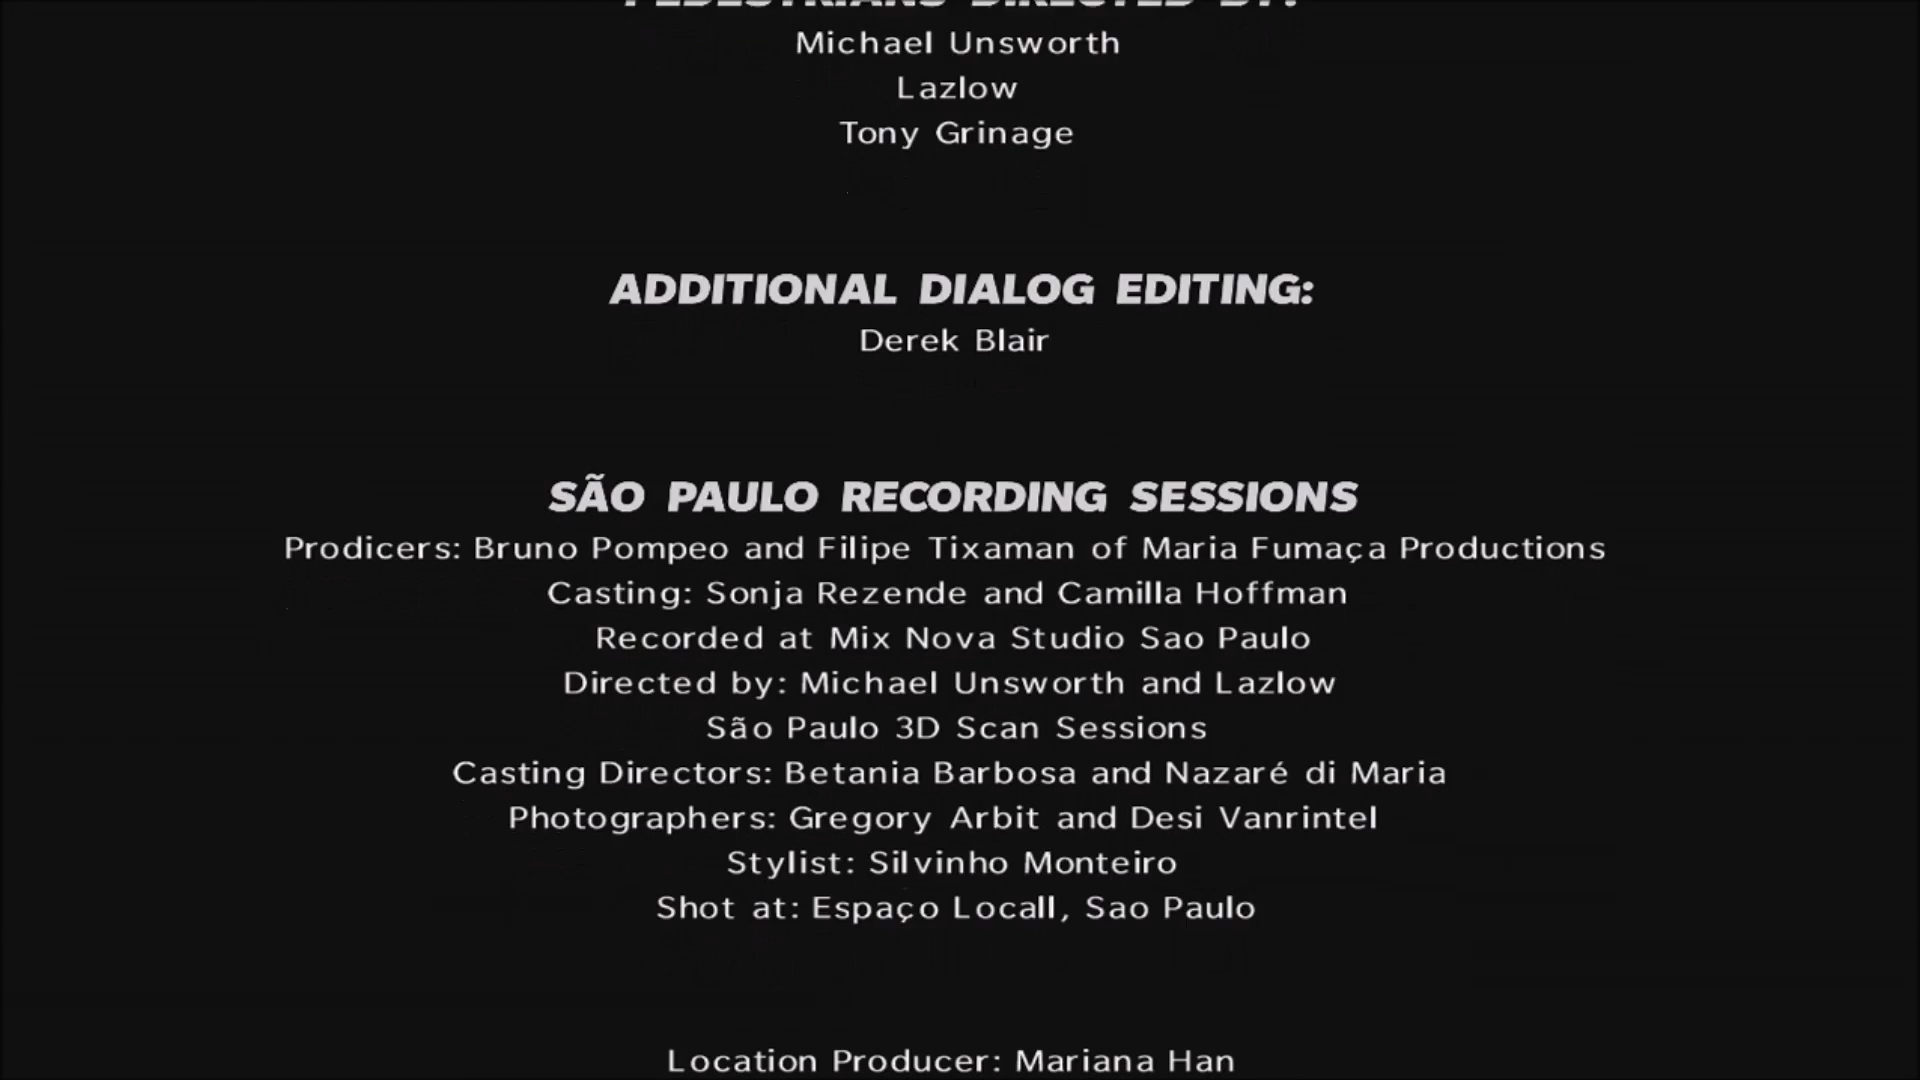 PEDESTRIANS DIRECTED BY:
Michael Unsworth
Lazlow
Tony Grinage
ADDITIONAL DIALOG EDITING:
Derek Blair
SÃO PAULO RECORDING SESSIONS
Prodicers: Bruno Pompeo and Filipe Tixaman of Maria Fumaça Productions
Casting: Sonja Rezende and Camilla Hoffman
Recorded at Mix Nova Studio Sao Paulo
Directed by: Michael Unsworth and Lazlow
São Paulo 3D Scan Sessions
Casting Directors: Betania Barbosa and Nazaré di Maria
Photographers: Gregory Arbit and Desi Vanrintel
Stylist: Silvinho Monteiro
Shot at: Espaço Locall, Sao Paulo
Location Producer: Mariana Han